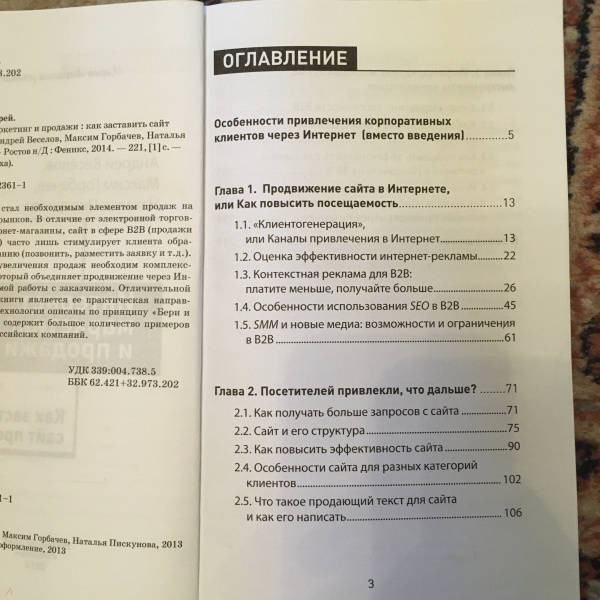 3.202
рей.
ркетинг и продажи : как заставить сайт
ндрей Веселов, Максим Горбачев, Наталья
– Ростов н/Д : Феникс, 2014. — 221, [1] с. —
ха).
2361–1
стал необходимым элементом продаж на
рынков. В отличие от электронной торгов-
рнет-магазины, сайт в сфере B2B (продажи
) часто лишь стимулирует клиента обра-
нию (позвонить, разместить заявку и т.д.).
увеличения продаж необходим комплекс-
оторый объединяет продвижение через Ин-
мой работы с заказчиком. Отличительной
книги является ее практическая направ-
ехнологии описаны по принципу «Бери и
содержит большое количество примеров
ссийских компаний.
УДК 339:004.738.5
ББК 62.421+32.973.202
1–1
Максим Горбачев, Наталья Пискунова, 2013
оформление, 2013
ОГЛАВЛЕНИЕ
Особенности привлечения корпоративных
клиентов через Интернет (вместо введения)......5
Глава 1. Продвижение сайта в Интернете,
или Как повысить посещаемость......13
1.1. «Клиентогенерация»,
или Каналы привлечения в Интернет......13
1.2. Оценка эффективности интернет-рекламы......22
1.3. Контекстная реклама для B2B:
платите меньше, получайте больше......26
1.4. Особенности использования SEO в B2B......45
1.5. SMM и новые медиа: возможности и ограничения
в B2B......61
Глава 2. Посетителей привлекли, что дальше?......71
2.1. Как получать больше запросов с сайта......71
2.2. Сайт и его структура......75
2.3. Как повысить эффективность сайта......90
2.4. Особенности сайта для разных категорий
клиентов......102
2.5. Что такое продающий текст для сайта
и как его написать......106
3